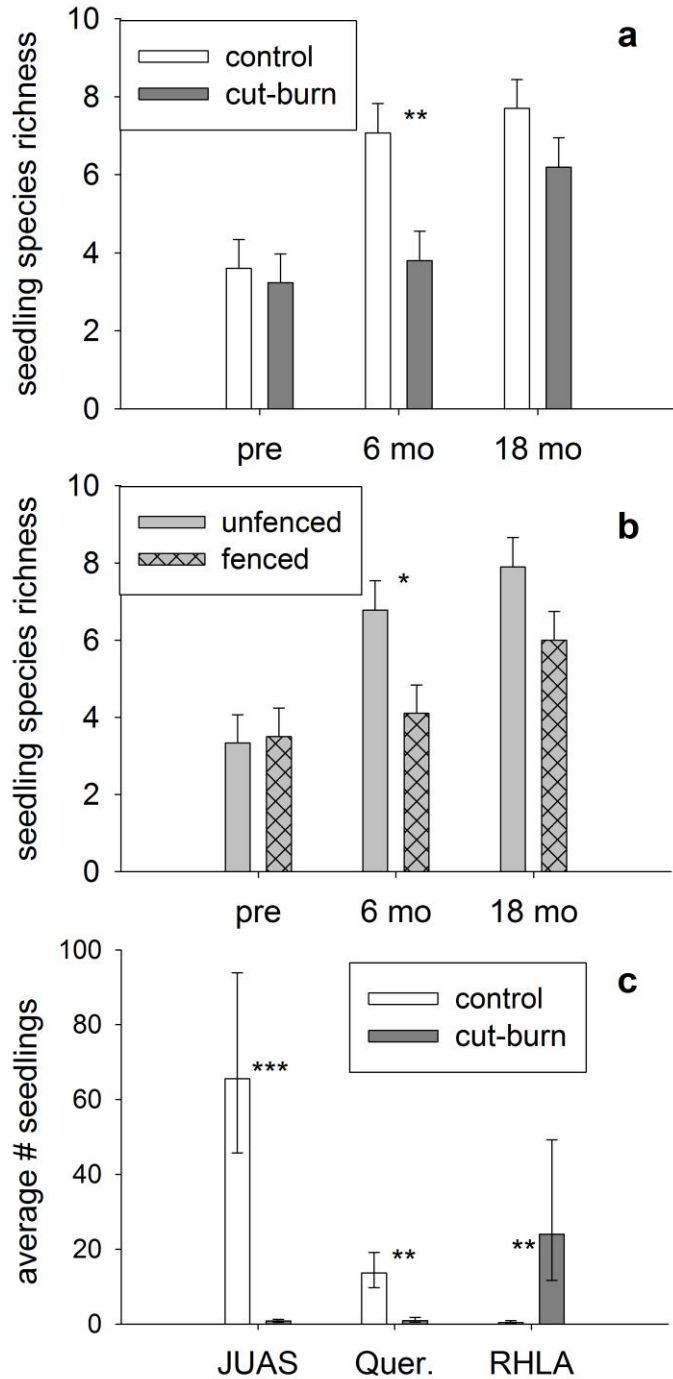 10
8
6
4
2
0
seedling species richness
control
cut-burn
a
**
pre 6 mo 18 mo
10
8
6
4
2
0
seedling species richness
unfenced
fenced
b
*
pre 6 mo 18 mo
100
80
60
40
20
0
average # seedlings
control
cut-burn
c
***
**
**
JUAS Quer. RHLA